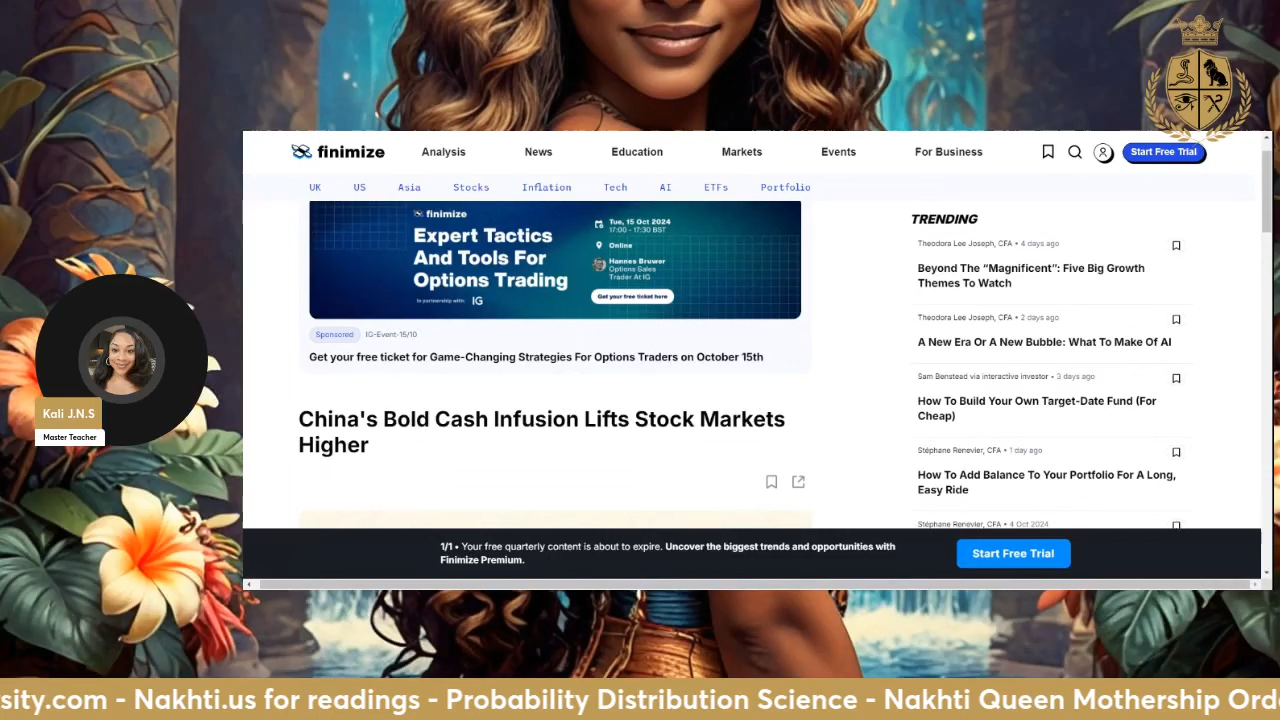 finimize
Analysis
News
Education
Markets
Events
For Business
Start Free Trial
UK
US
Asia
Stocks
Inflation
Tech
AI
ETFs
Portfolio
finimize
Expert Tactics
And Tools For
Options Trading
In partnership with: IG
Tue, 15 Oct 2024
17:00 - 17:30 BST
Online
Hannes Bruwer
Options Sales
Trader At IG
Get your free ticket here
Sponsored IG-Event-15/10
Get your free ticket for Game-Changing Strategies For Options Traders on October 15th
China's Bold Cash Infusion Lifts Stock Markets
Higher
TRENDING
Theodora Lee Joseph, CFA • 4 days ago
Beyond The “Magnificent”: Five Big Growth
Themes To Watch
Theodora Lee Joseph, CFA • 2 days ago
A New Era Or A New Bubble: What To Make Of AI
Sam Benstead via interactive investor • 3 days ago
How To Build Your Own Target-Date Fund (For
Cheap)
Stéphane Renevier, CFA • 1 day ago
How To Add Balance To Your Portfolio For A Long,
Easy Ride
Stéphane Renevier, CFA • 4 Oct 2024
1/1 • Your free quarterly content is about to expire. Uncover the biggest trends and opportunities with
Finimize Premium.
Start Free Trial
Kali J.N.S
Master Teacher
rsity.com - Nakhti.us for readings - Probability Distribution Science - Nakhti Queen Mothership Ord